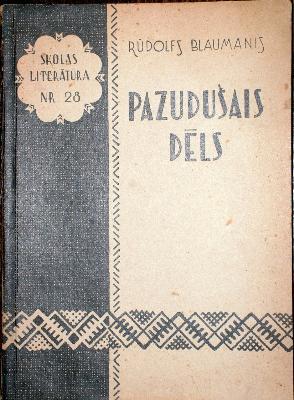 SKOLAS
LITERATŪRA
NR. 28
RŪDOLFS BLAUMANIS
PAZUDUŠAIS
DĒLS